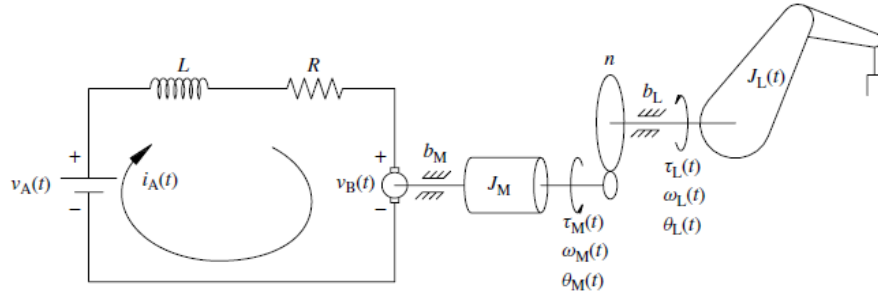 L
R
n
J_L(t)
b_L
+
+
b_M
v_A(t)
i_A(t)
v_B(t)
J_M
−
−
τ_L(t)
ω_L(t)
θ_L(t)
τ_M(t)
ω_M(t)
θ_M(t)